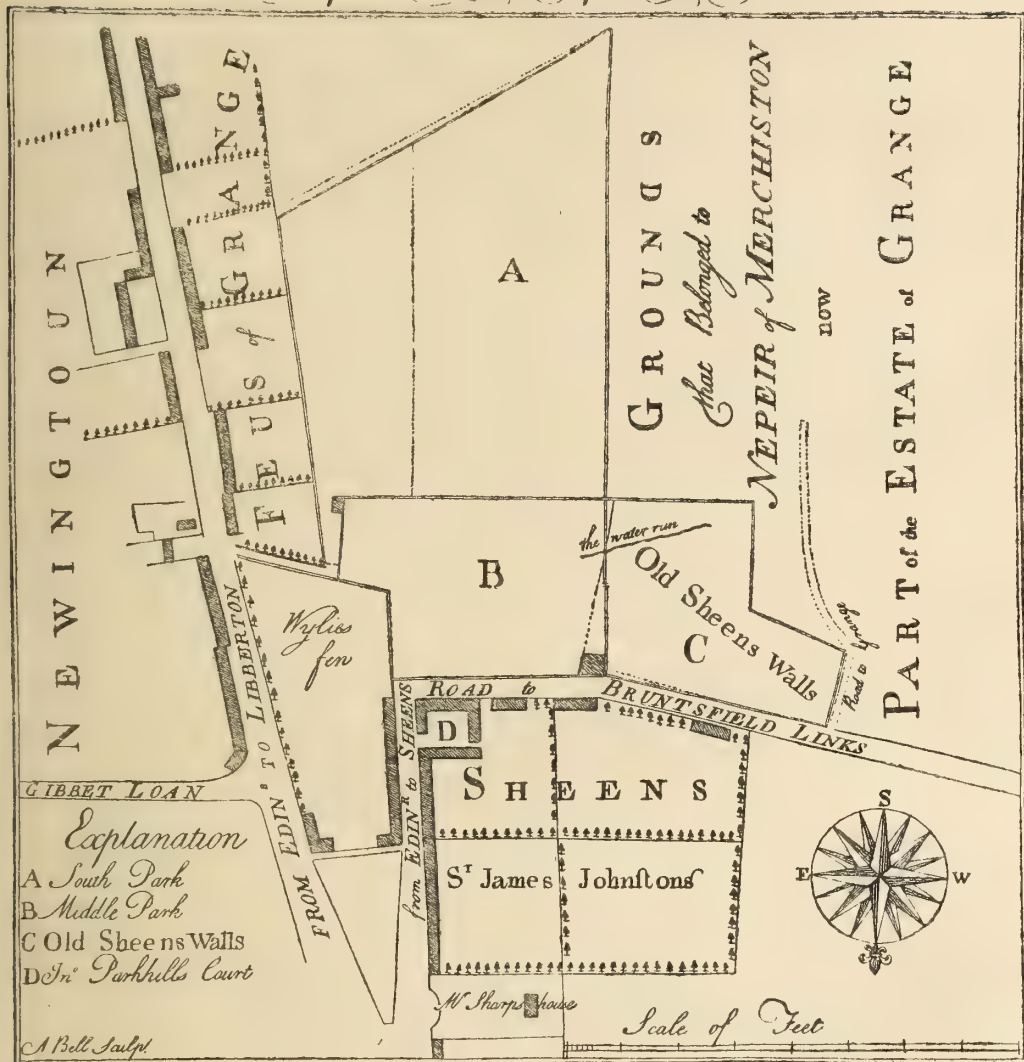 NEWINGTOUN
FEUS of GRANGE
A
GROUNDS
that Belonged to
NEPEIR of MERCHISTON
now
PART of the ESTATE of GRANGE
B
the water run
Old Sheens Walls
C
Road to Grange
Wylies
fen
ROAD to BRUNTSFIELD LINKS
FROM EDINR TO LIBBERTON
from EDINR to SHEENS
D
SHEENS
GIBBET LOAN
Explanation
A South Park
B Middle Park
C Old Sheens Walls
D Jno Parkhills Court
ST James Johnstons
S
E
W
Mr Sharps house
Scale of Feet
A Bell Sculpt.